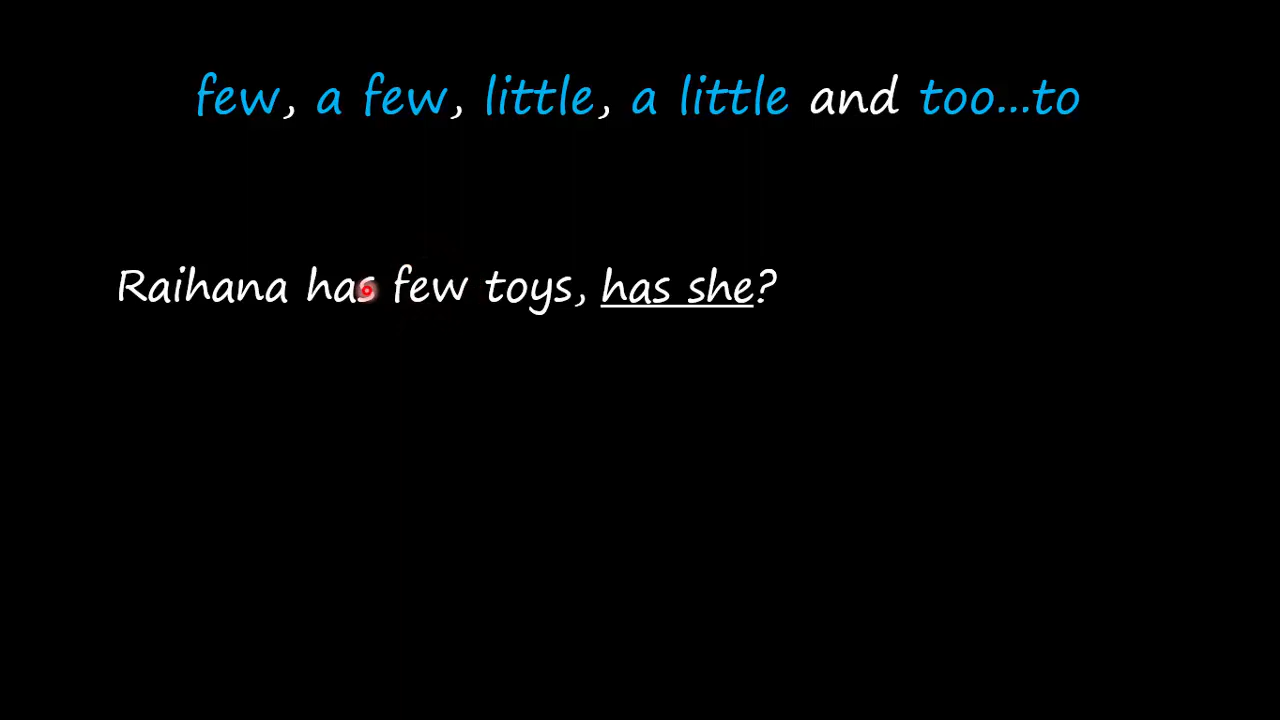 few, a few, little, a little and too...to
Raihana has few toys, has she?